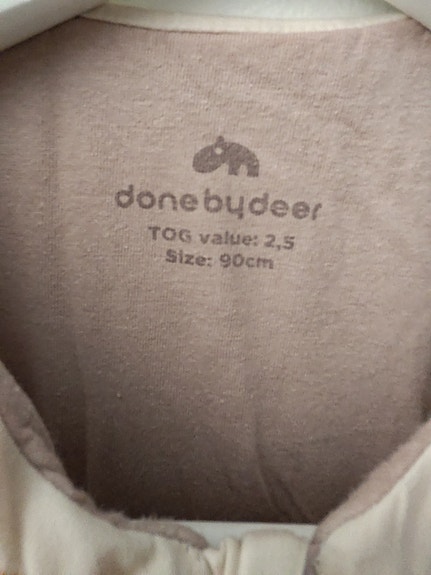 donebydeer
TOG value: 2,5
Size: 90cm